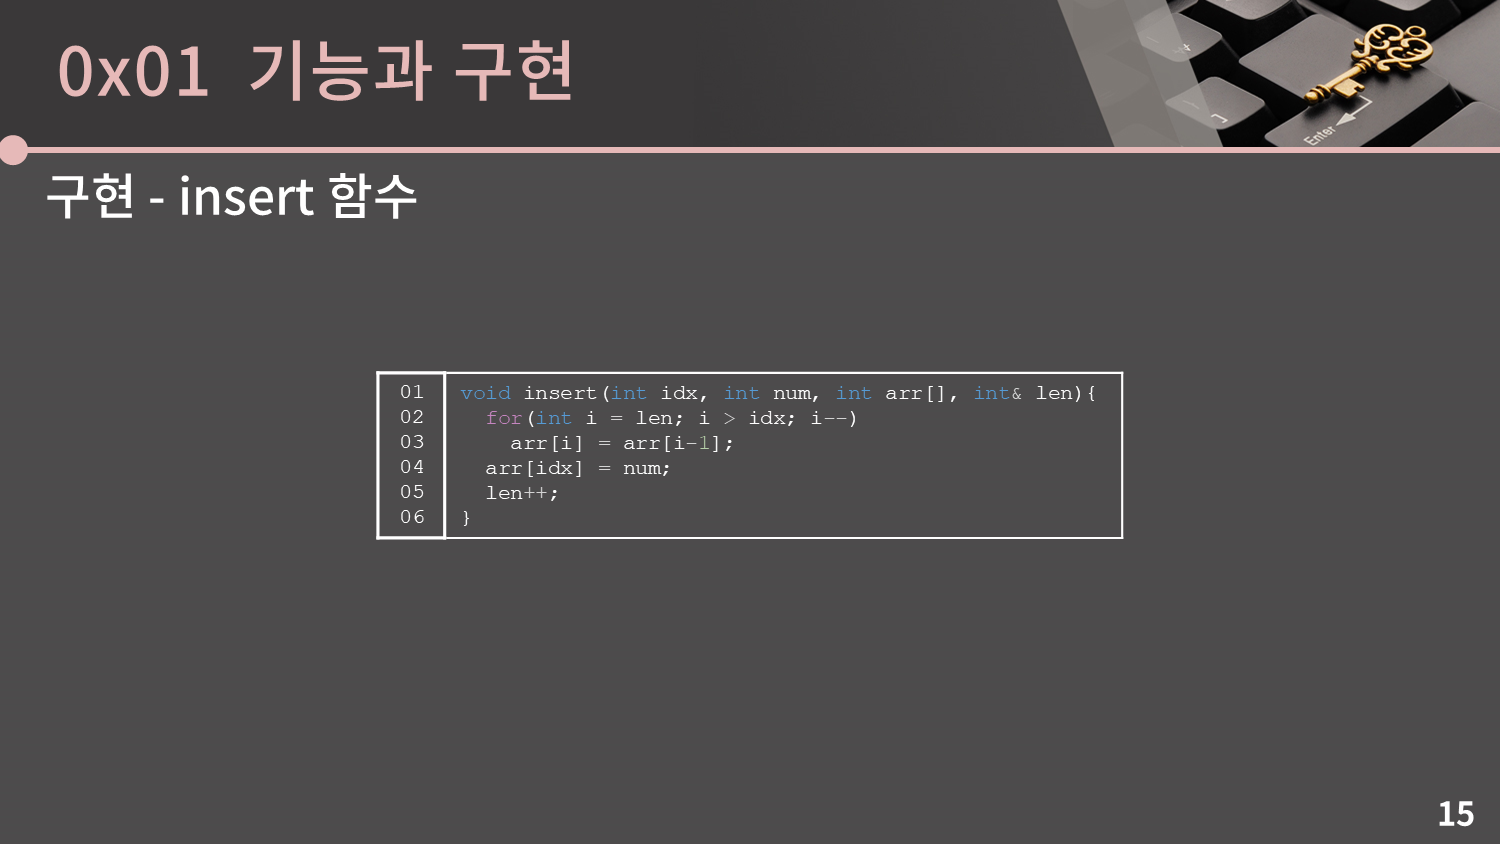 0x01 기능과 구현
Enter
구현 - insert 함수
01 void insert(int idx, int num, int arr[], int& len){
02   for(int i = len; i > idx; i--)
03     arr[i] = arr[i-1];
04   arr[idx] = num;
05   len++;
06 }
15